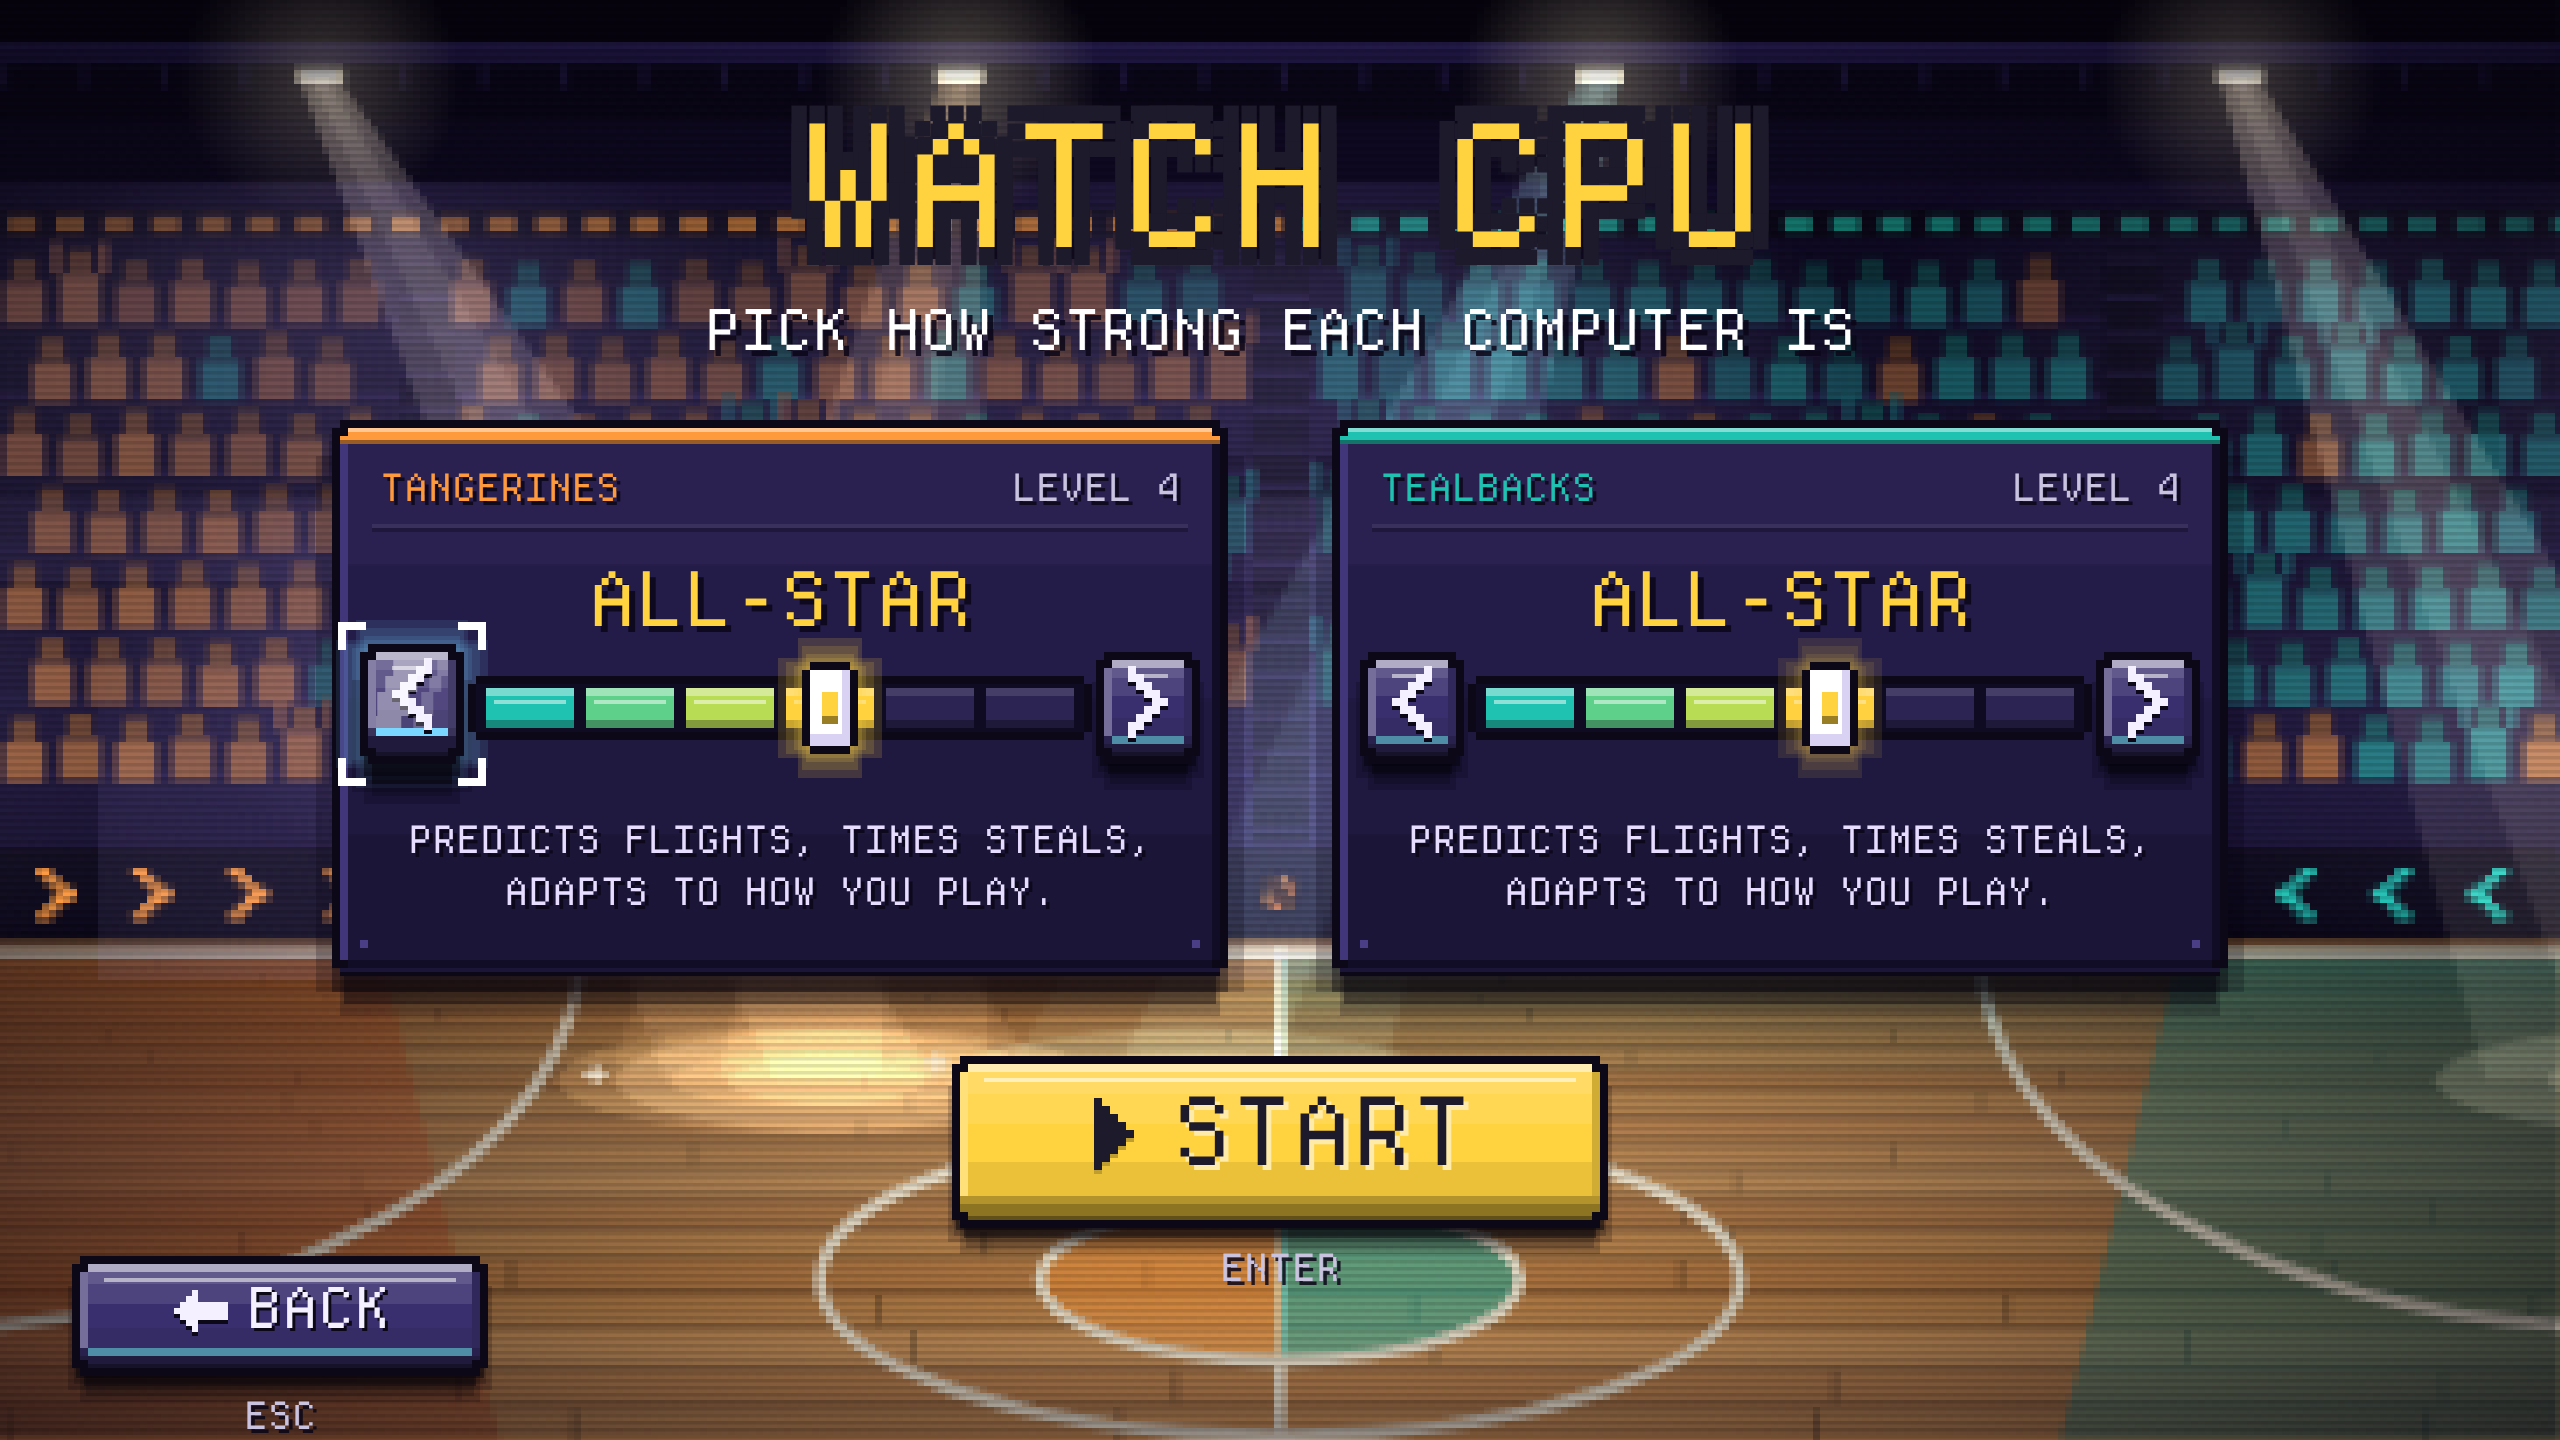 WATCH CPU
PICK HOW STRONG EACH COMPUTER IS
TANGERINES LEVEL 4
ALL-STAR
PREDICTS FLIGHTS, TIMES STEALS,
ADAPTS TO HOW YOU PLAY.
TEALBACKS LEVEL 4
ALL-STAR
PREDICTS FLIGHTS, TIMES STEALS,
ADAPTS TO HOW YOU PLAY.
START
ENTER
BACK
ESC